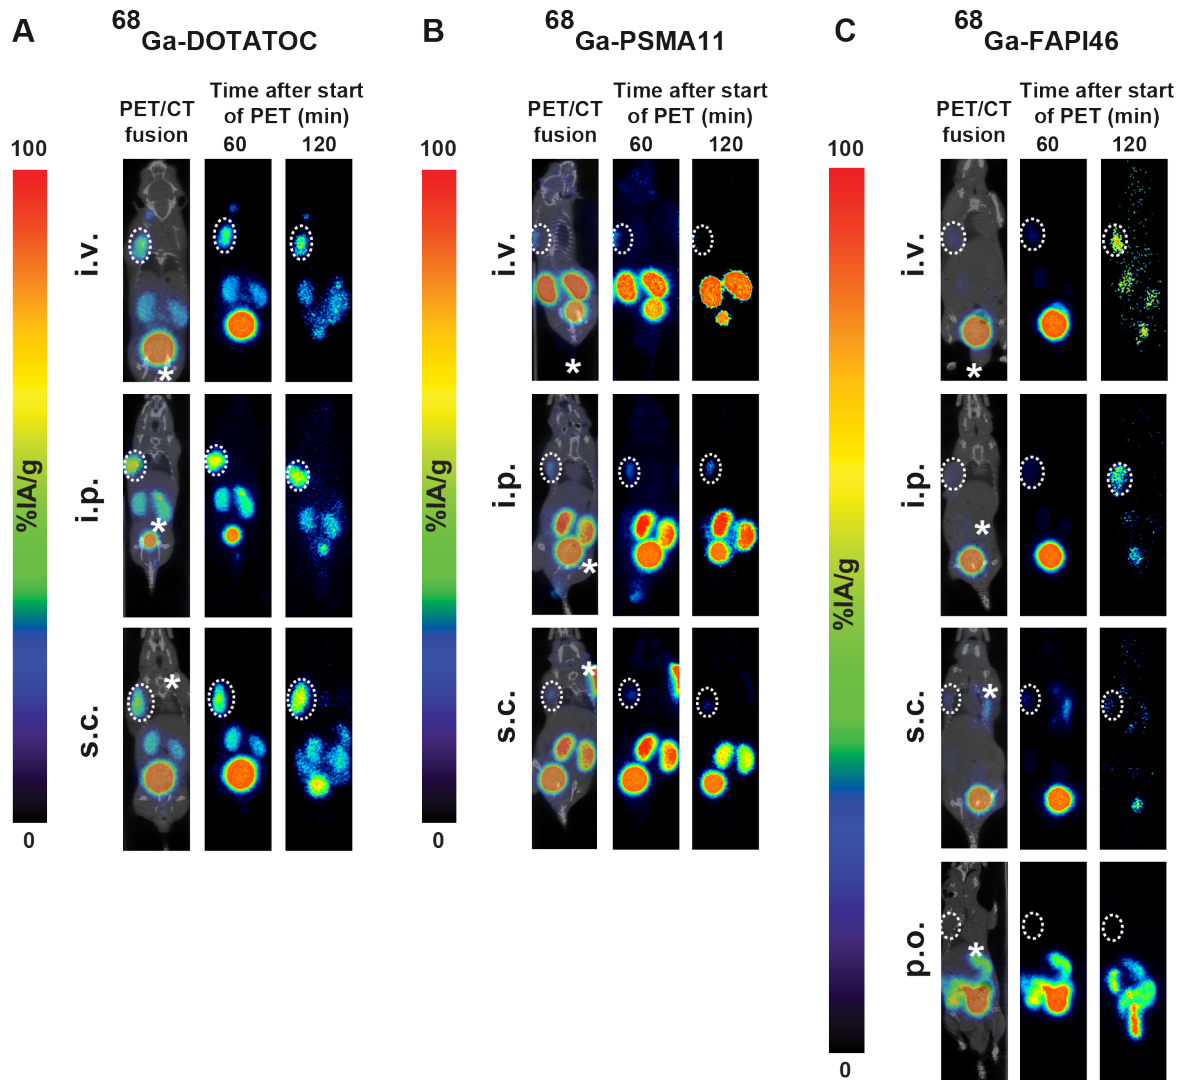 A
68
Ga-DOTATOC
PET/CT
fusion
Time after start
of PET (min)
60
120
100
%IA/g
0
i.v.
*
i.p.
*
s.c.
*
B
68
Ga-PSMA11
PET/CT
fusion
Time after start
of PET (min)
60
120
100
%IA/g
0
i.v.
*
i.p.
*
s.c.
*
C
68
Ga-FAPI46
PET/CT
fusion
Time after start
of PET (min)
60
120
100
%IA/g
0
i.v.
*
i.p.
*
s.c.
*
p.o.
*